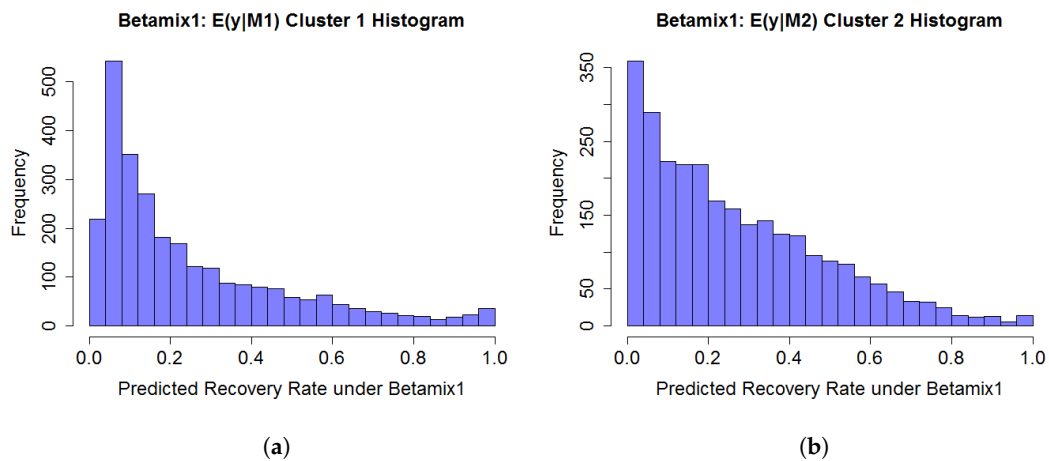 Betamix1: E(y|M1) Cluster 1 Histogram
Frequency
500
400
300
200
100
0
0.0 0.2 0.4 0.6 0.8 1.0
Predicted Recovery Rate under Betamix1
(a)
Betamix1: E(y|M2) Cluster 2 Histogram
Frequency
350
250
150
50
0
0.0 0.2 0.4 0.6 0.8 1.0
Predicted Recovery Rate under Betamix1
(b)